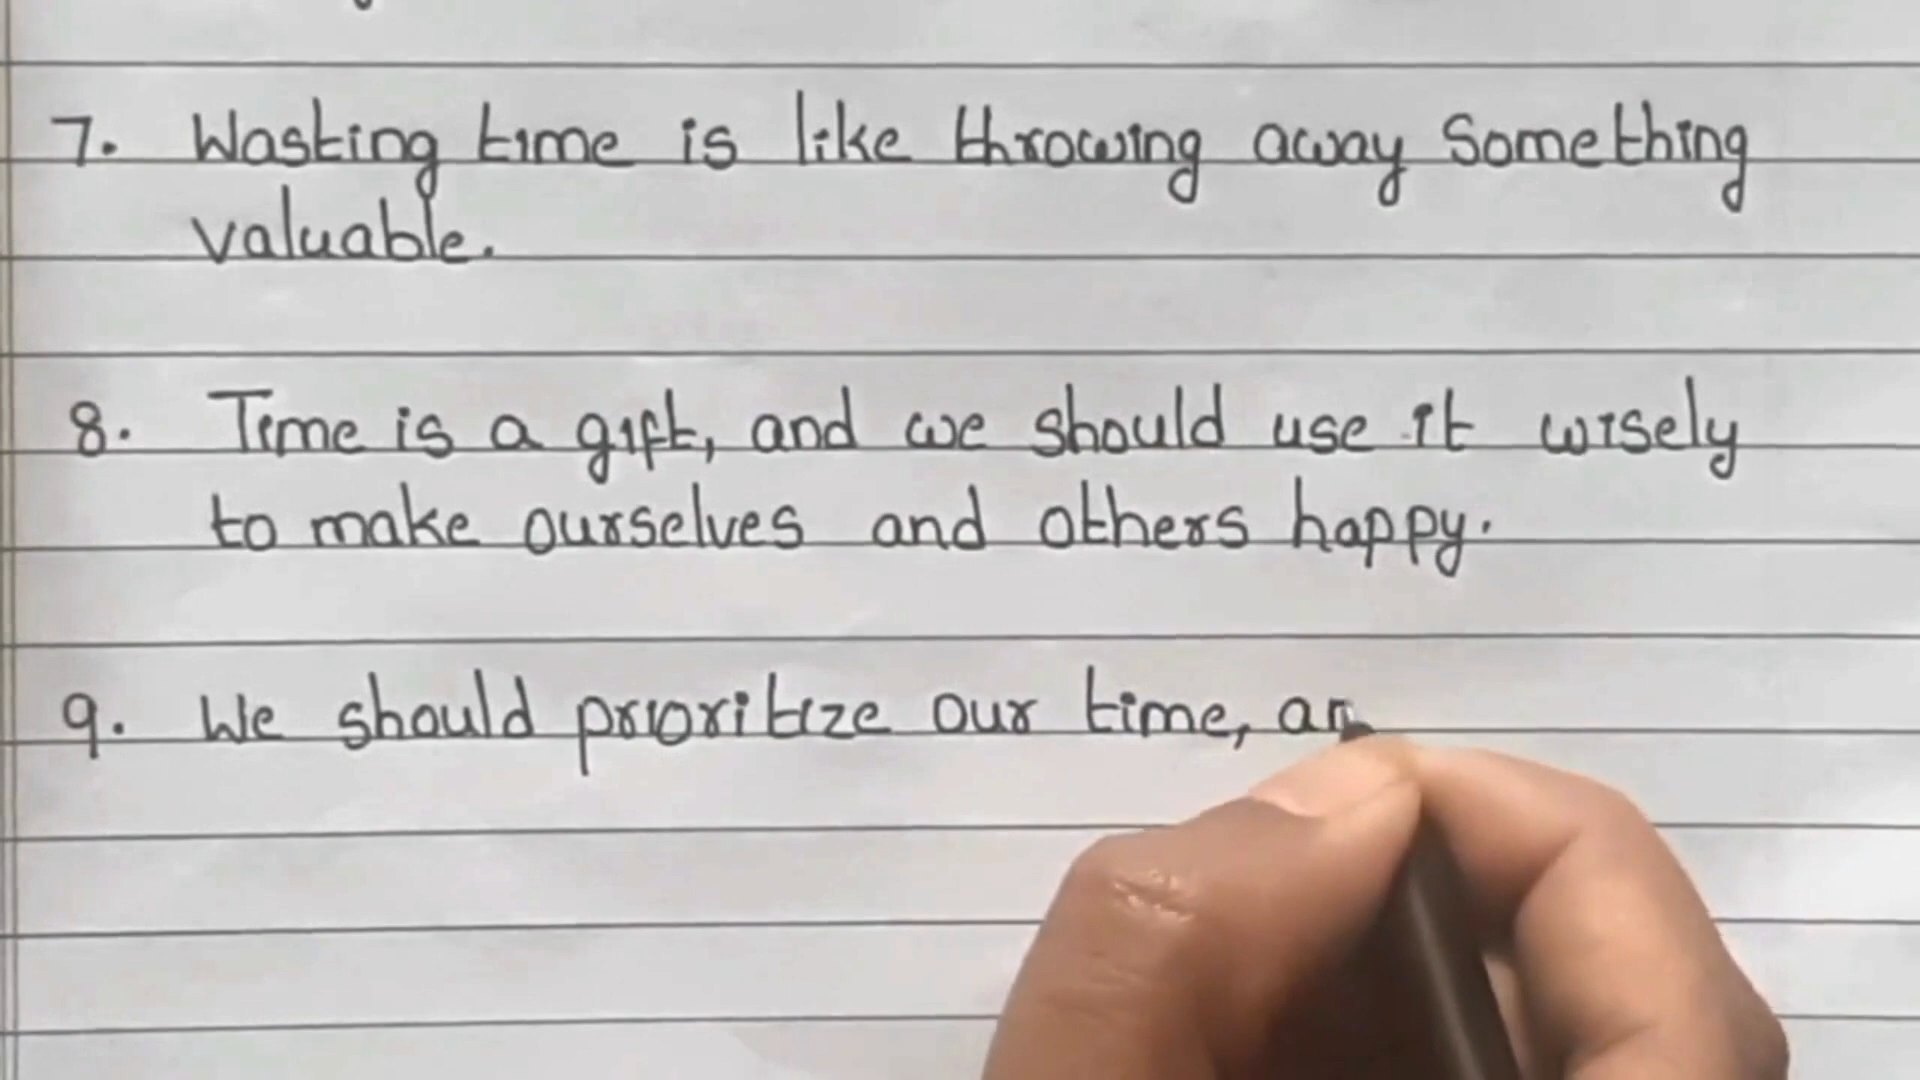 7. Wasting time is like throwing away Something
valuable.
8. Time is a gift, and we should use it wisely
to make ourselves and others happy.
9. We should prioritize our time, an